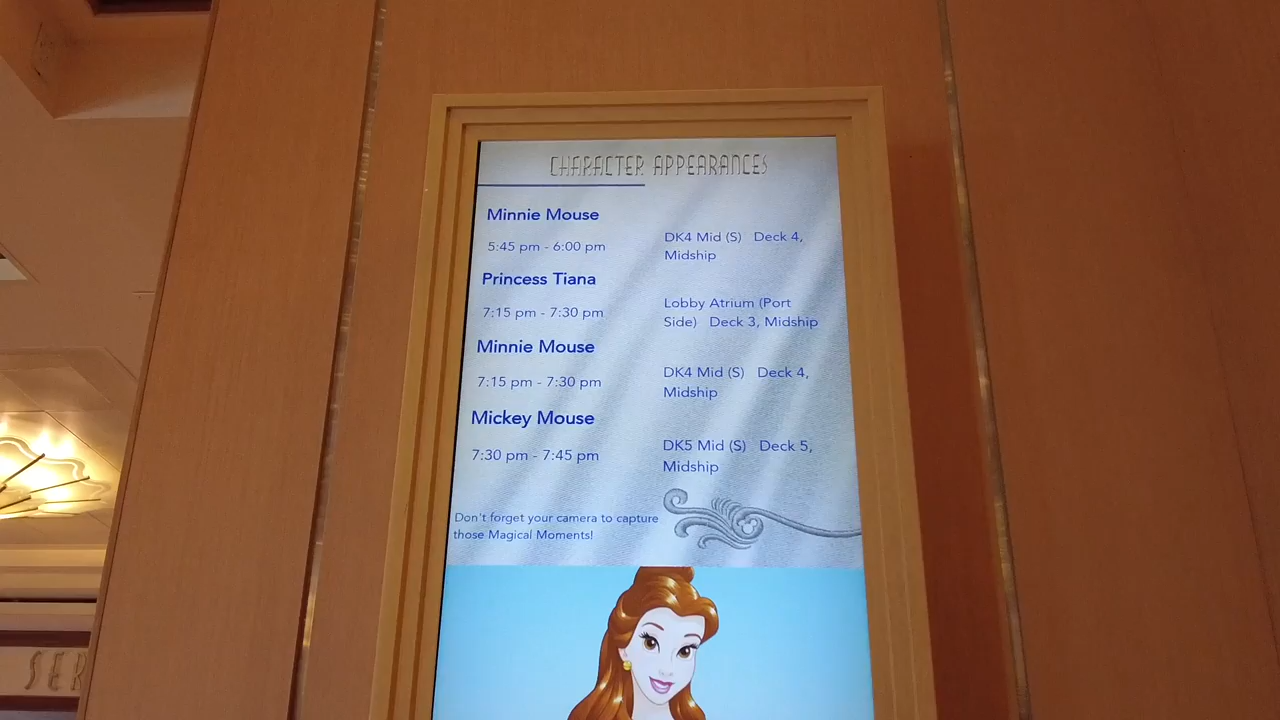 CHARACTER APPEARANCES
Minnie Mouse
5:45 pm - 6:00 pm
DK4 Mid (S) Deck 4,
Midship
Princess Tiana
7:15 pm - 7:30 pm
Lobby Atrium (Port
Side) Deck 3, Midship
Minnie Mouse
7:15 pm - 7:30 pm
DK4 Mid (S) Deck 4,
Midship
Mickey Mouse
7:30 pm - 7:45 pm
DK5 Mid (S) Deck 5,
Midship
Don't forget your camera to capture
those Magical Moments!
SER